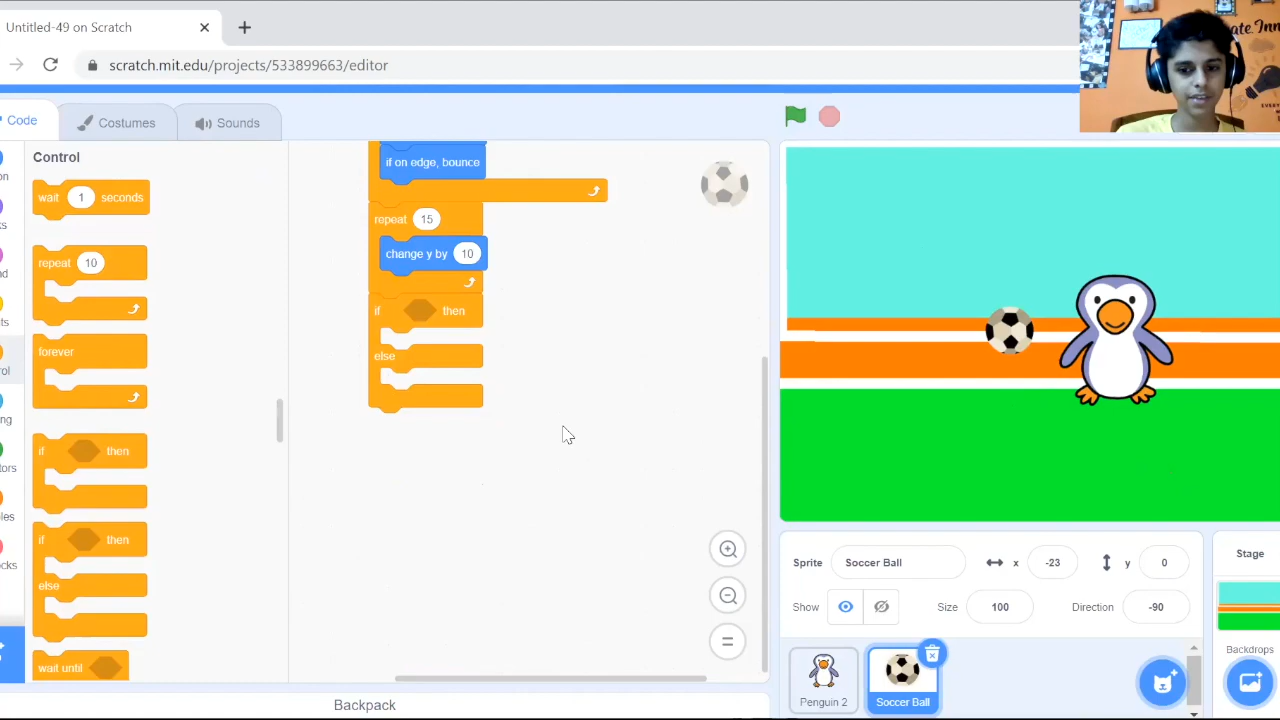 Untitled-49 on Scratch
scratch.mit.edu/projects/533899663/editor
Code
Costumes
Sounds
Control
wait 1 seconds
repeat 10
forever
if then
if then
else
wait until
if on edge, bounce
repeat 15
change y by 10
if then
else
Backpack
Sprite Soccer Ball x -23 y 0
Show Size 100 Direction -90
Penguin 2
Soccer Ball
Stage
Backdrops